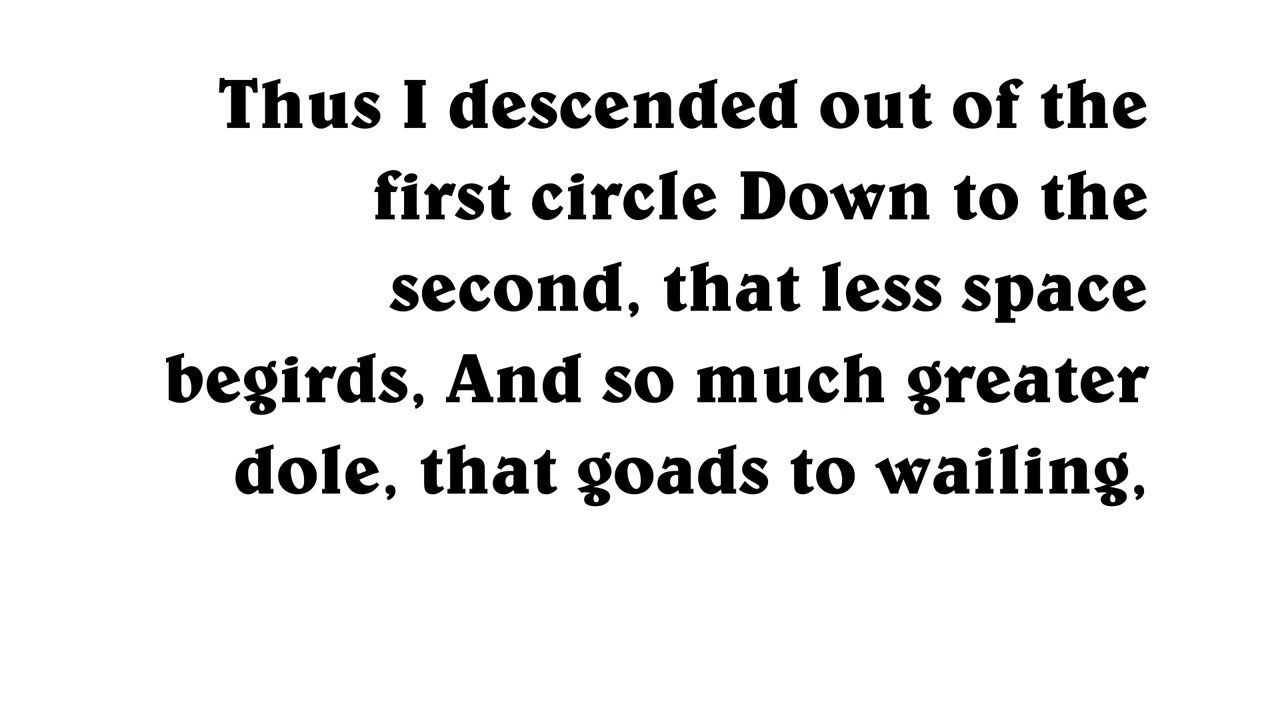 Thus I descended out of the
first circle Down to the
second, that less space
begirds, And so much greater
dole, that goads to wailing,